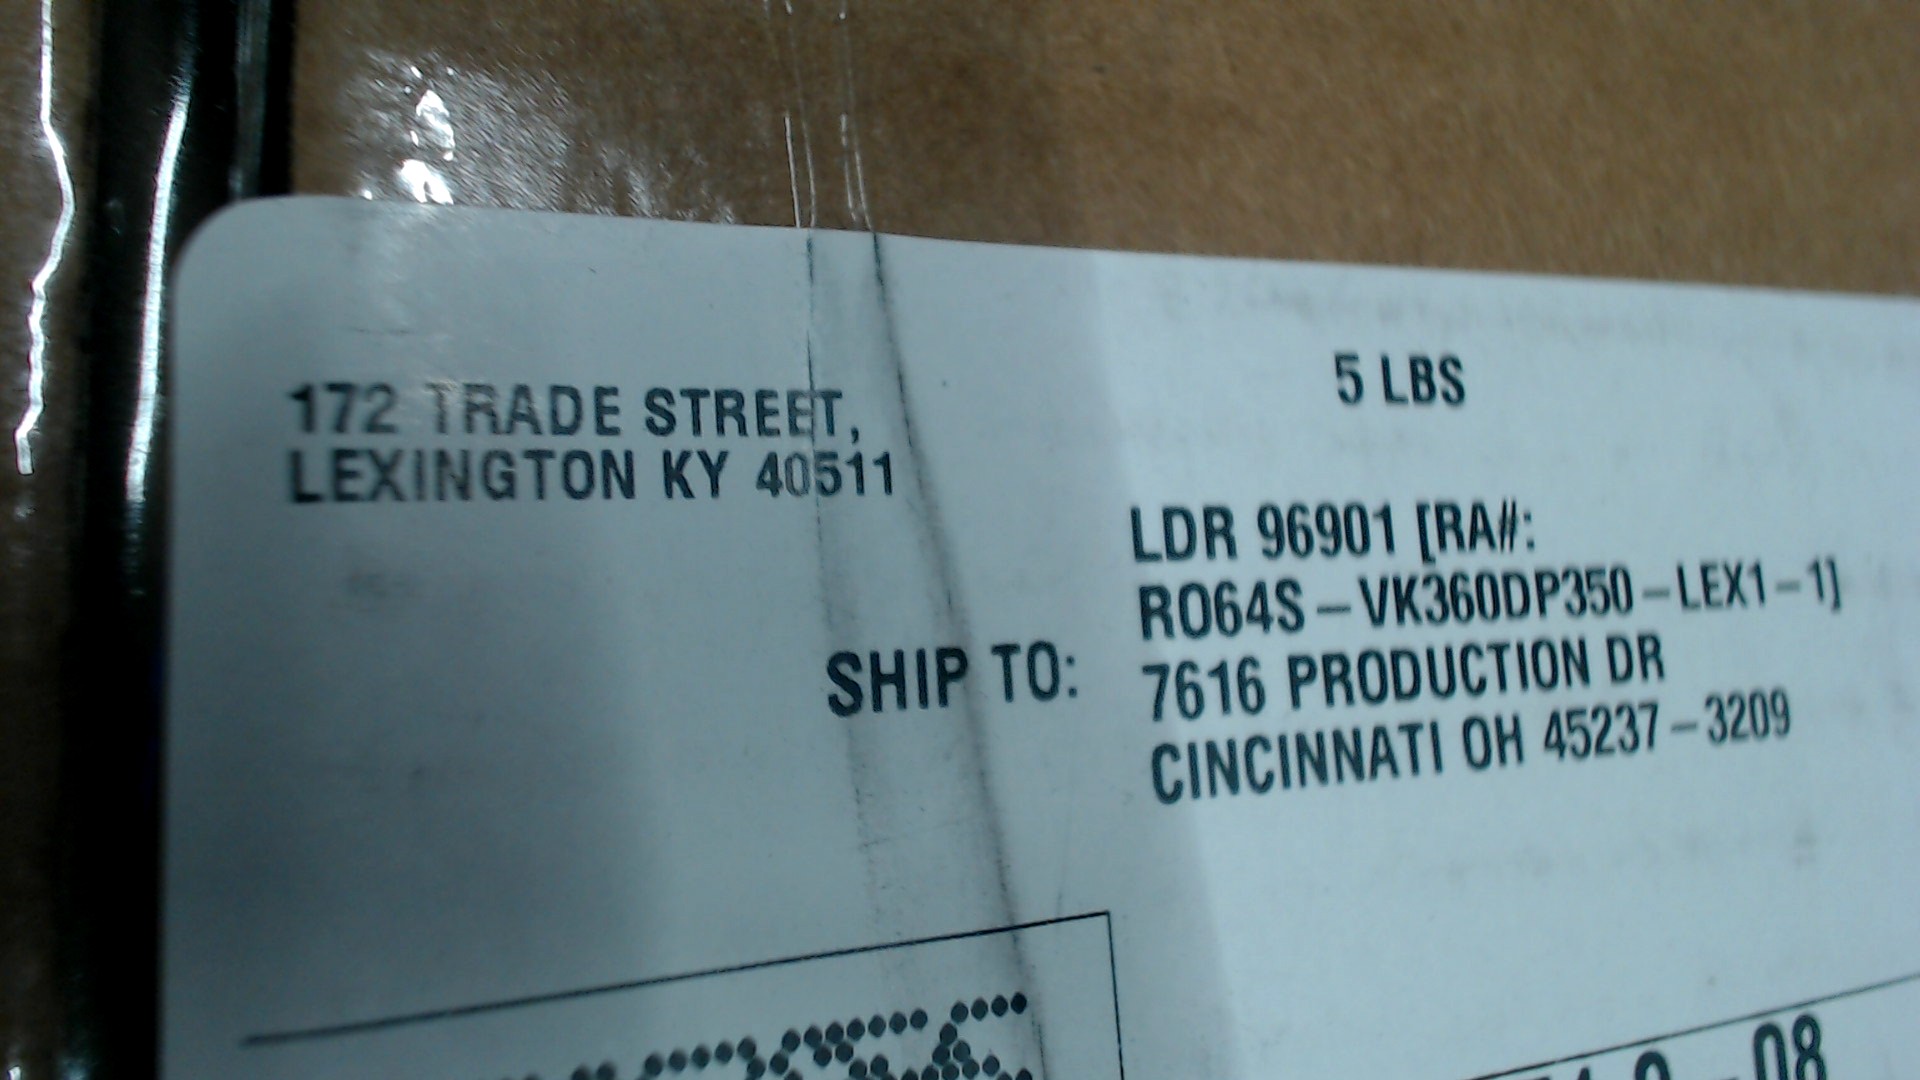 172 TRADE STREET,
LEXINGTON KY 40511
5 LBS
SHIP TO:
LDR 96901 [RA#:
RO64S-VK360DP350-LEX1-1]
7616 PRODUCTION DR
CINCINNATI OH 45237-3209